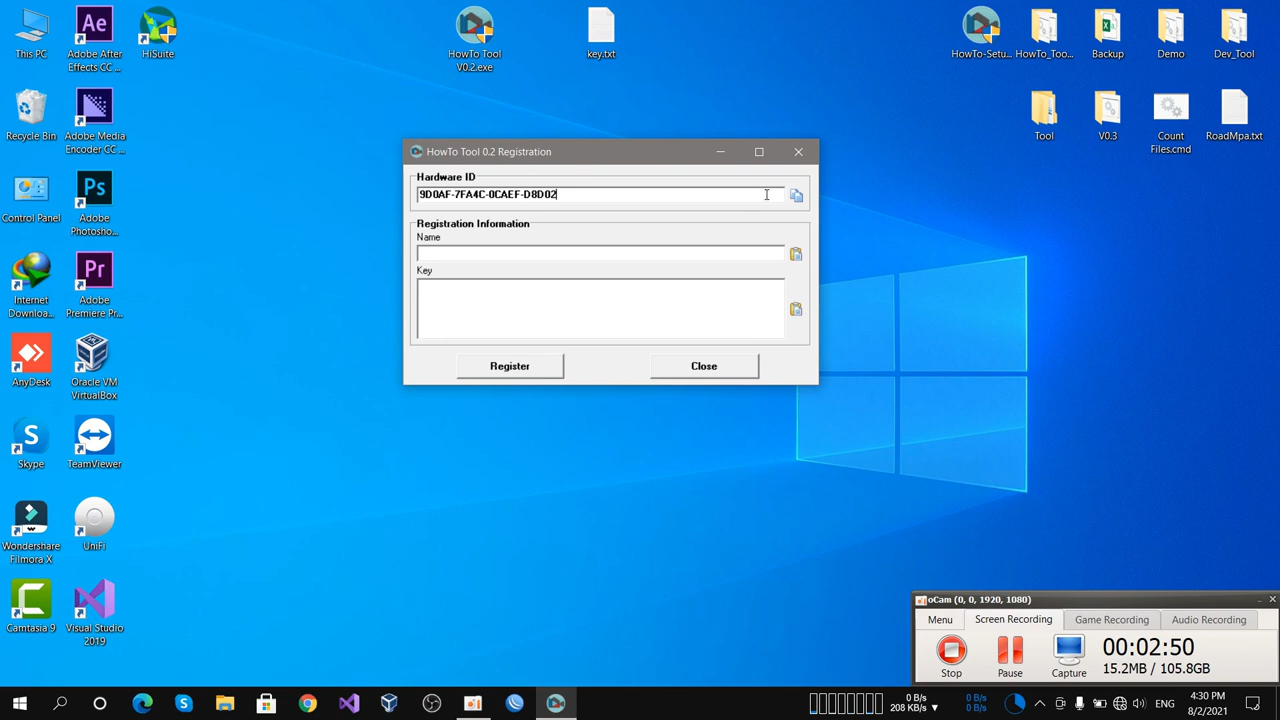 This PC
Adobe After
Effects CC ...
HiSuite
HowTo Tool
V0.2.exe
key.txt
HowTo-Setu...
HowTo_Too...
Backup
Demo
Dev_Tool
Recycle Bin
Adobe Media
Encoder CC ...
Tool
V0.3
Count
Files.cmd
RoadMpa.txt
HowTo Tool 0.2 Registration
Hardware ID
9D0AF-7FA4C-0CAEF-D8D02
Registration Information
Name
Key
Register
Close
Control Panel
Adobe
Photosho...
Internet
Downloa...
Adobe
Premiere Pr...
AnyDesk
Oracle VM
VirtualBox
Skype
TeamViewer
Wondershare
Filmora X
UniFi
Camtasia 9
Visual Studio
2019
oCam (0, 0, 1920, 1080)
Menu
Screen Recording
Game Recording
Audio Recording
Stop
Pause
Capture
00:02:50
15.2MB / 105.8GB
0 B/s
208 KB/s
0 B/s
0 B/s
ENG
4:30 PM
8/2/2021